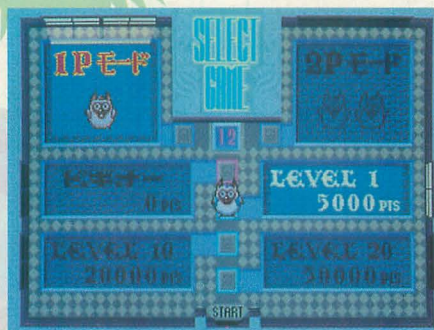 SELECT
GAME
1Pモード
2Pモード
12
ビギナー
0PTS
LEVEL 1
5000PTS
LEVEL 10
20000PTS
LEVEL 20
30000PTS
START